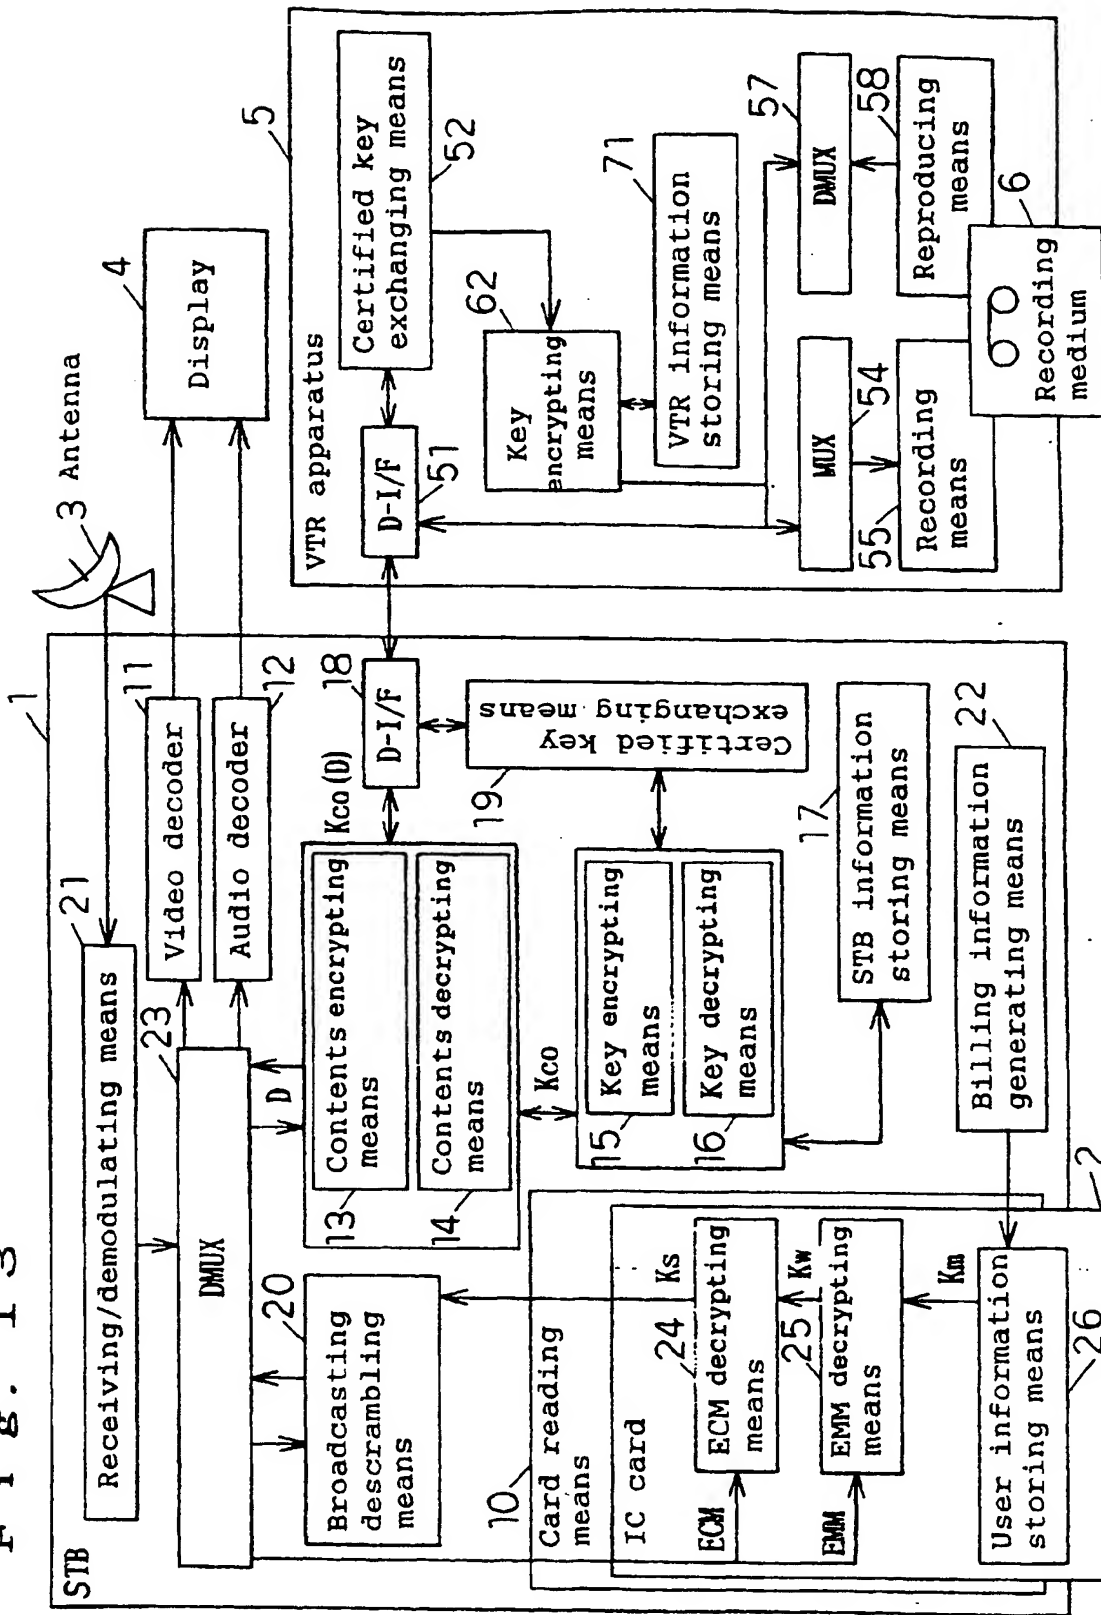 Fig. 13
STB
1
Receiving/demodulating means
21
3
Antenna
DMUX
23
Video decoder
11
Audio decoder
12
4
Display
D
Broadcasting
descrambling
means
20
Contents encrypting
means
13
Contents decrypting
means
14
Kco(D)
18
D-I/F
19
Certified key
exchanging means
Kco
Key encrypting
means
15
Key decrypting
means
16
17
STB information
storing means
22
Billing information
generating means
10
Card reading
means
IC card
2
Ks
24
ECM decrypting
means
ECM
Kw
25
EMM decrypting
means
EMM
Km
User information
storing means
26
5
VTR apparatus
D-I/F
51
Certified key
exchanging means
52
62
Key
encrypting
means
71
VTR information
storing means
MUX
54
DMUX
57
55
Recording
means
58
Reproducing
means
6
Recording
medium